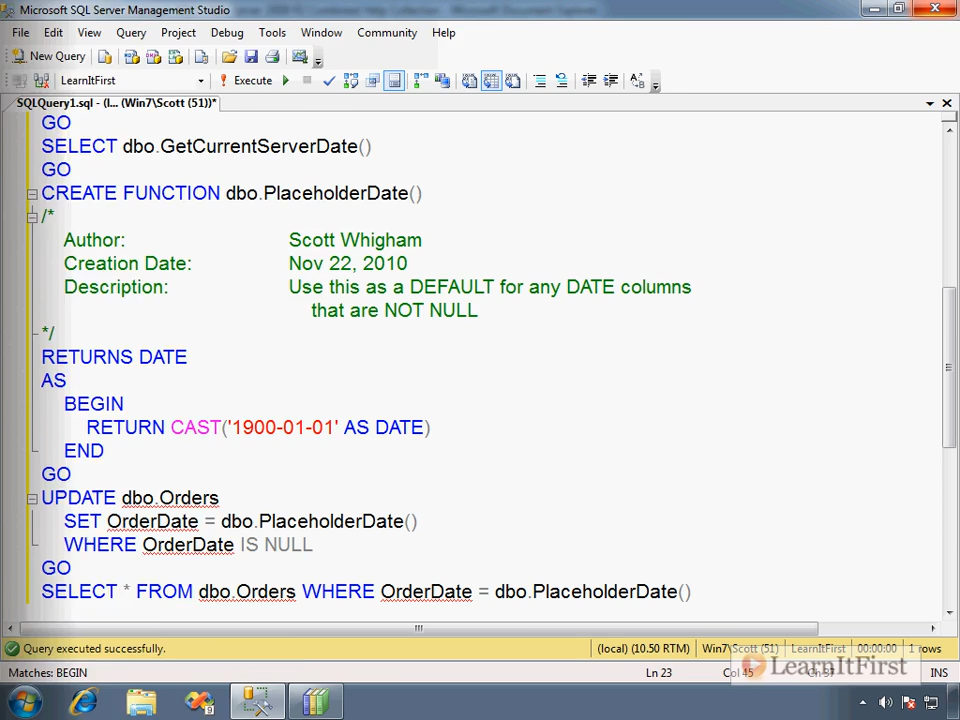 Microsoft SQL Server Management Studio
File Edit View Query Project Debug Tools Window Community Help
New Query
LearnItFirst Execute
SQLQuery1.sql - (l... (Win7\Scott (51))*
GO
SELECT dbo.GetCurrentServerDate()
GO
CREATE FUNCTION dbo.PlaceholderDate()
/*
Author: Scott Whigham
Creation Date: Nov 22, 2010
Description: Use this as a DEFAULT for any DATE columns
that are NOT NULL
*/
RETURNS DATE
AS
BEGIN
RETURN CAST('1900-01-01' AS DATE)
END
GO
UPDATE dbo.Orders
SET OrderDate = dbo.PlaceholderDate()
WHERE OrderDate IS NULL
GO
SELECT * FROM dbo.Orders WHERE OrderDate = dbo.PlaceholderDate()
Query executed successfully. (local) (10.50 RTM) Win7\Scott (51) LearnItFirst 00:00:00 1 rows
Matches: BEGIN Ln 23 Col 45 Ch 37 INS
LearnItFirst